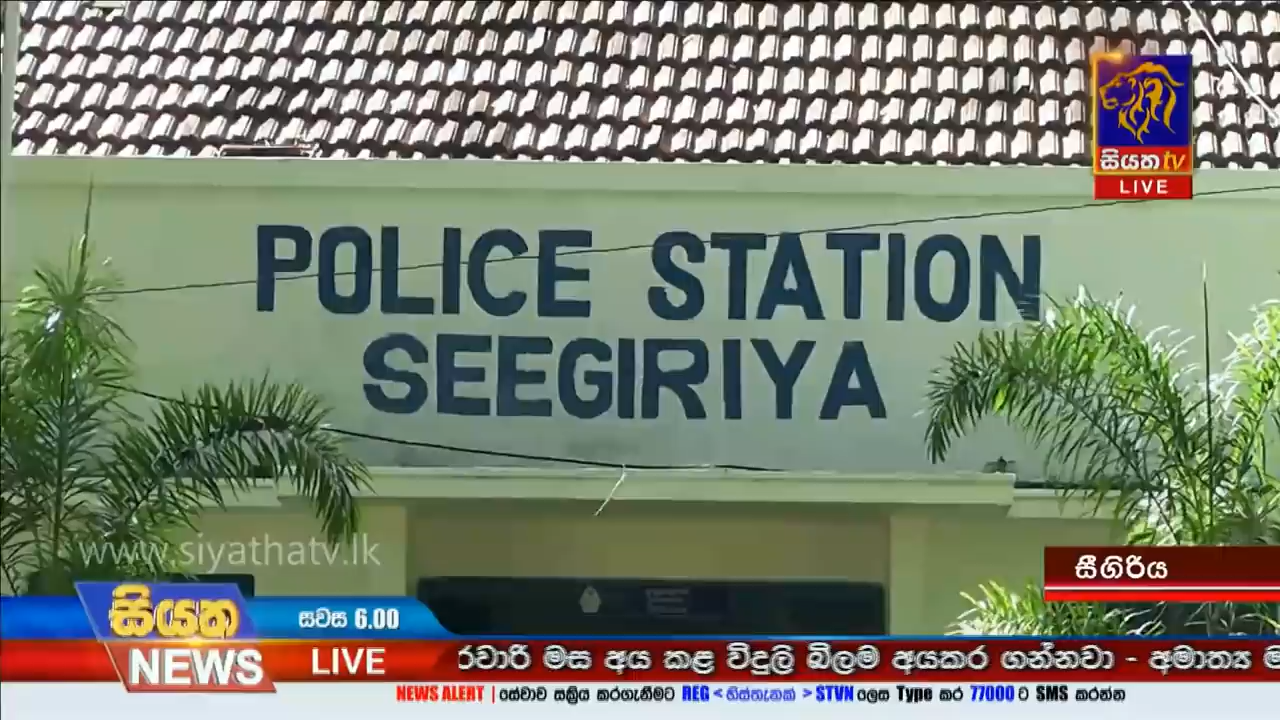 සියත tv
LIVE
POLICE STATION
SEEGIRIYA
www.siyathatv.lk
සීගිරිය
සියත
සවස 6.00
NEWS
LIVE
රවාරි මස අය කළ විදුලි බිලම අයකර ගන්නවා - අමාත්‍ය ම
NEWS ALERT | සේවාව සක්‍රිය කරගැනීමට REG < හිස්තැනක් > STVN ලෙස Type කර 77000 ට SMS කරන්න